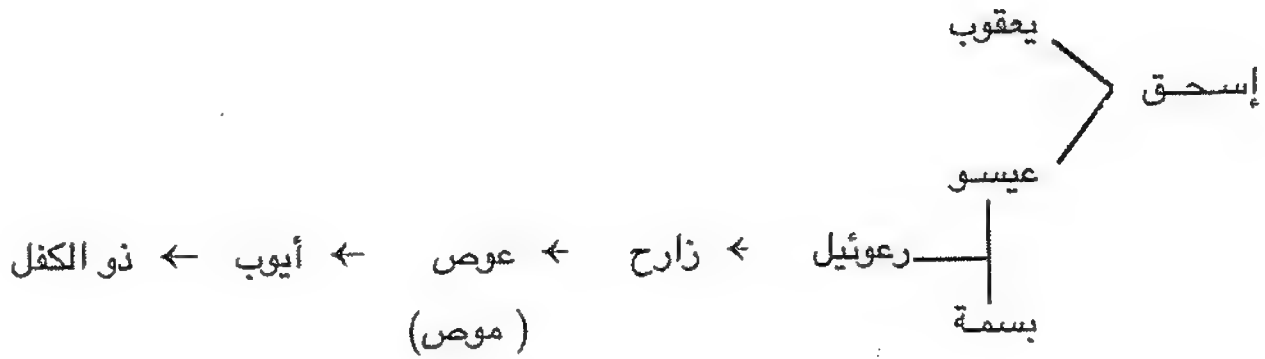 يعقوب
إسحق
عيسو
رعوئيل ← زارح ← عوص ← أيوب ← ذو الكفل
(موص)
بسمة